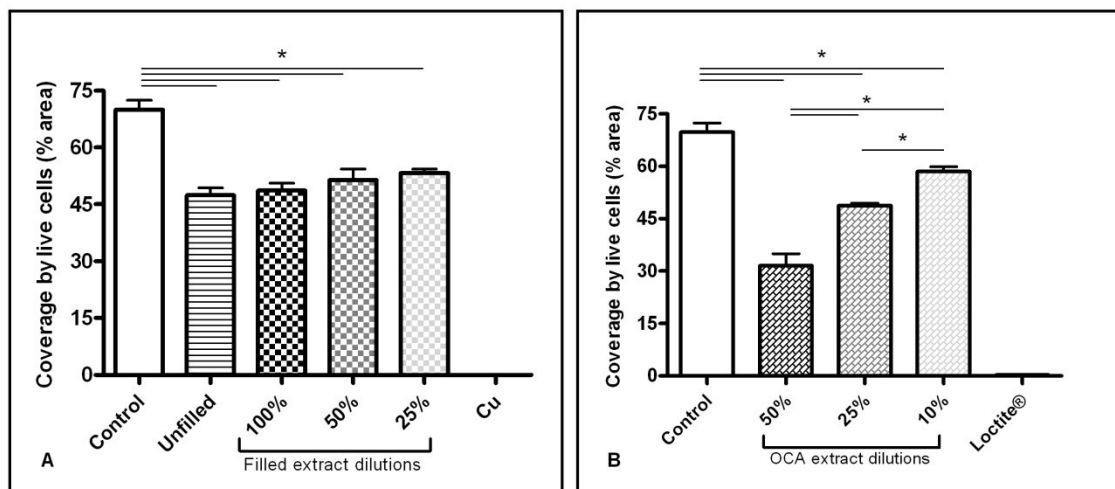 *
Coverage by live cells (% area)
75
60
45
30
15
0
Control
Unfilled
100%
50%
25%
Cu
Filled extract dilutions
A
*
*
*
Coverage by live cells (% area)
75
60
45
30
15
0
Control
50%
25%
10%
Loctite®
OCA extract dilutions
B